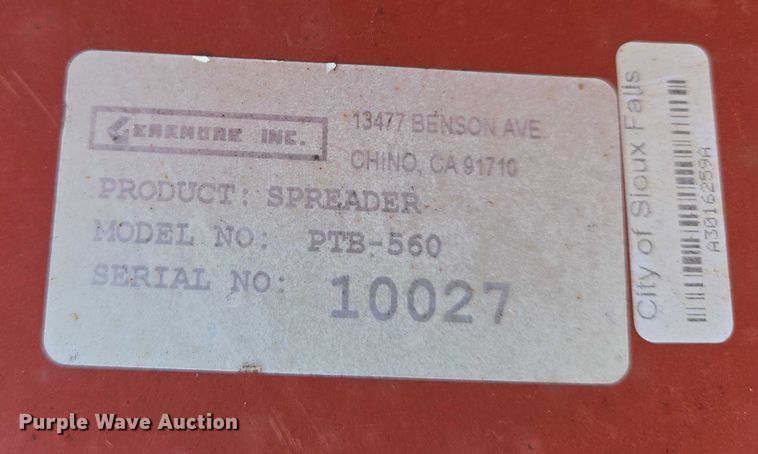 EARMORE INC.
13477 BENSON AVE.
CHINO, CA 91710
PRODUCT: SPREADER
MODEL NO: PTB-560
SERIAL NO: 10027
City of Sioux Falls
A3016259A
Purple Wave Auction